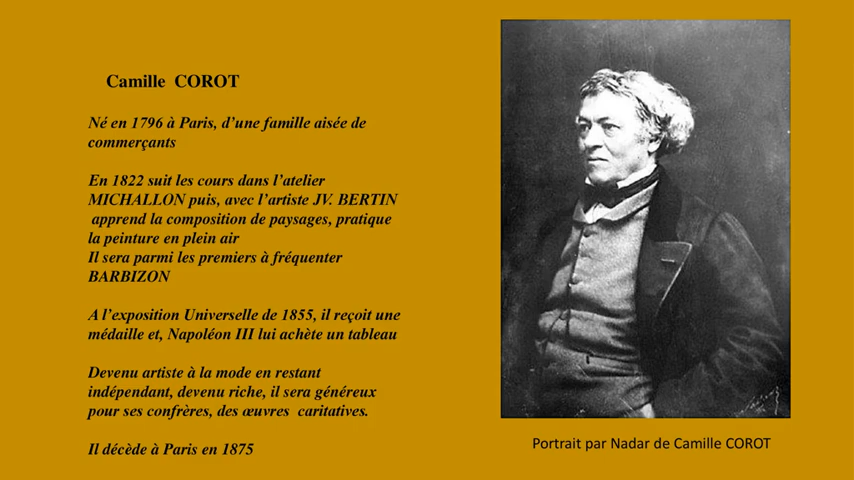 Camille COROT
Né en 1796 à Paris, d’une famille aisée de
commerçants
En 1822 suit les cours dans l’atelier
MICHALLON puis, avec l’artiste JV. BERTIN
apprend la composition de paysages, pratique
la peinture en plein air
Il sera parmi les premiers à fréquenter
BARBIZON
A l’exposition Universelle de 1855, il reçoit une
médaille et, Napoléon III lui achète un tableau
Devenu artiste à la mode en restant
indépendant, devenu riche, il sera généreux
pour ses confrères, des œuvres caritatives.
Il décède à Paris en 1875
Portrait par Nadar de Camille COROT